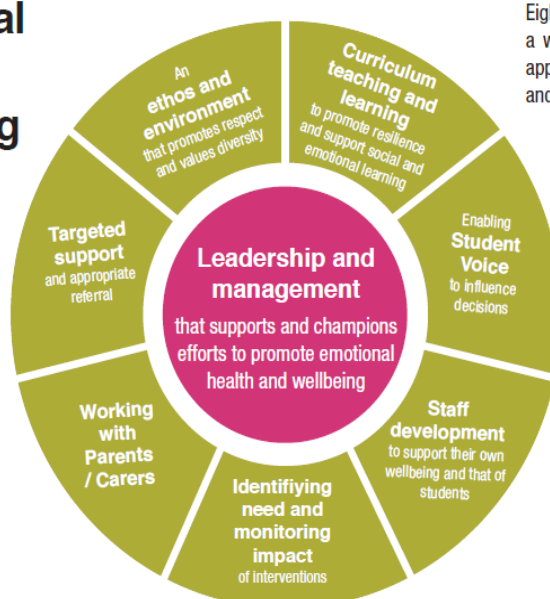 al
g
Eigh
a w
app
and
An
ethos and
environment
that promotes respect
and values diversity
Curriculum
teaching and
learning
to promote resilience
and support social and
emotional learning
Enabling
Student
Voice
to influence
decisions
Staff
development
to support their own
wellbeing and that of
students
Identifiying
need and
monitoring
impact
of interventions
Working
with
Parents
/ Carers
Targeted
support
and appropriate
referral
Leadership and
management
that supports and champions
efforts to promote emotional
health and wellbeing